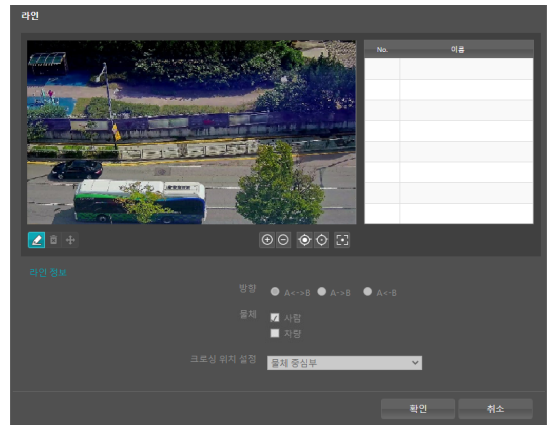 라인
No. 이름
라인 정보
방향 A<->B A->B A<-B
물체 사람
차량
크로싱 위치 설정 물체 중심부
확인 취소